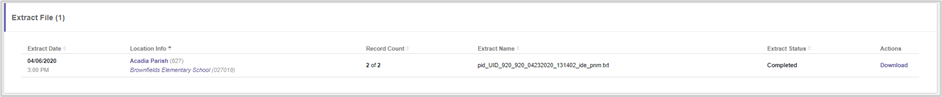 Extract File (1)
Extract Date Location Info Record Count Extract Name Extract Status Actions
04/06/2020 Acadia Parish (627) 2 of 2 pid_UID_920_920_04232020_131402_ide_pnrn.txt Completed Download
3:00 PM Brownfields Elementary School (027018)